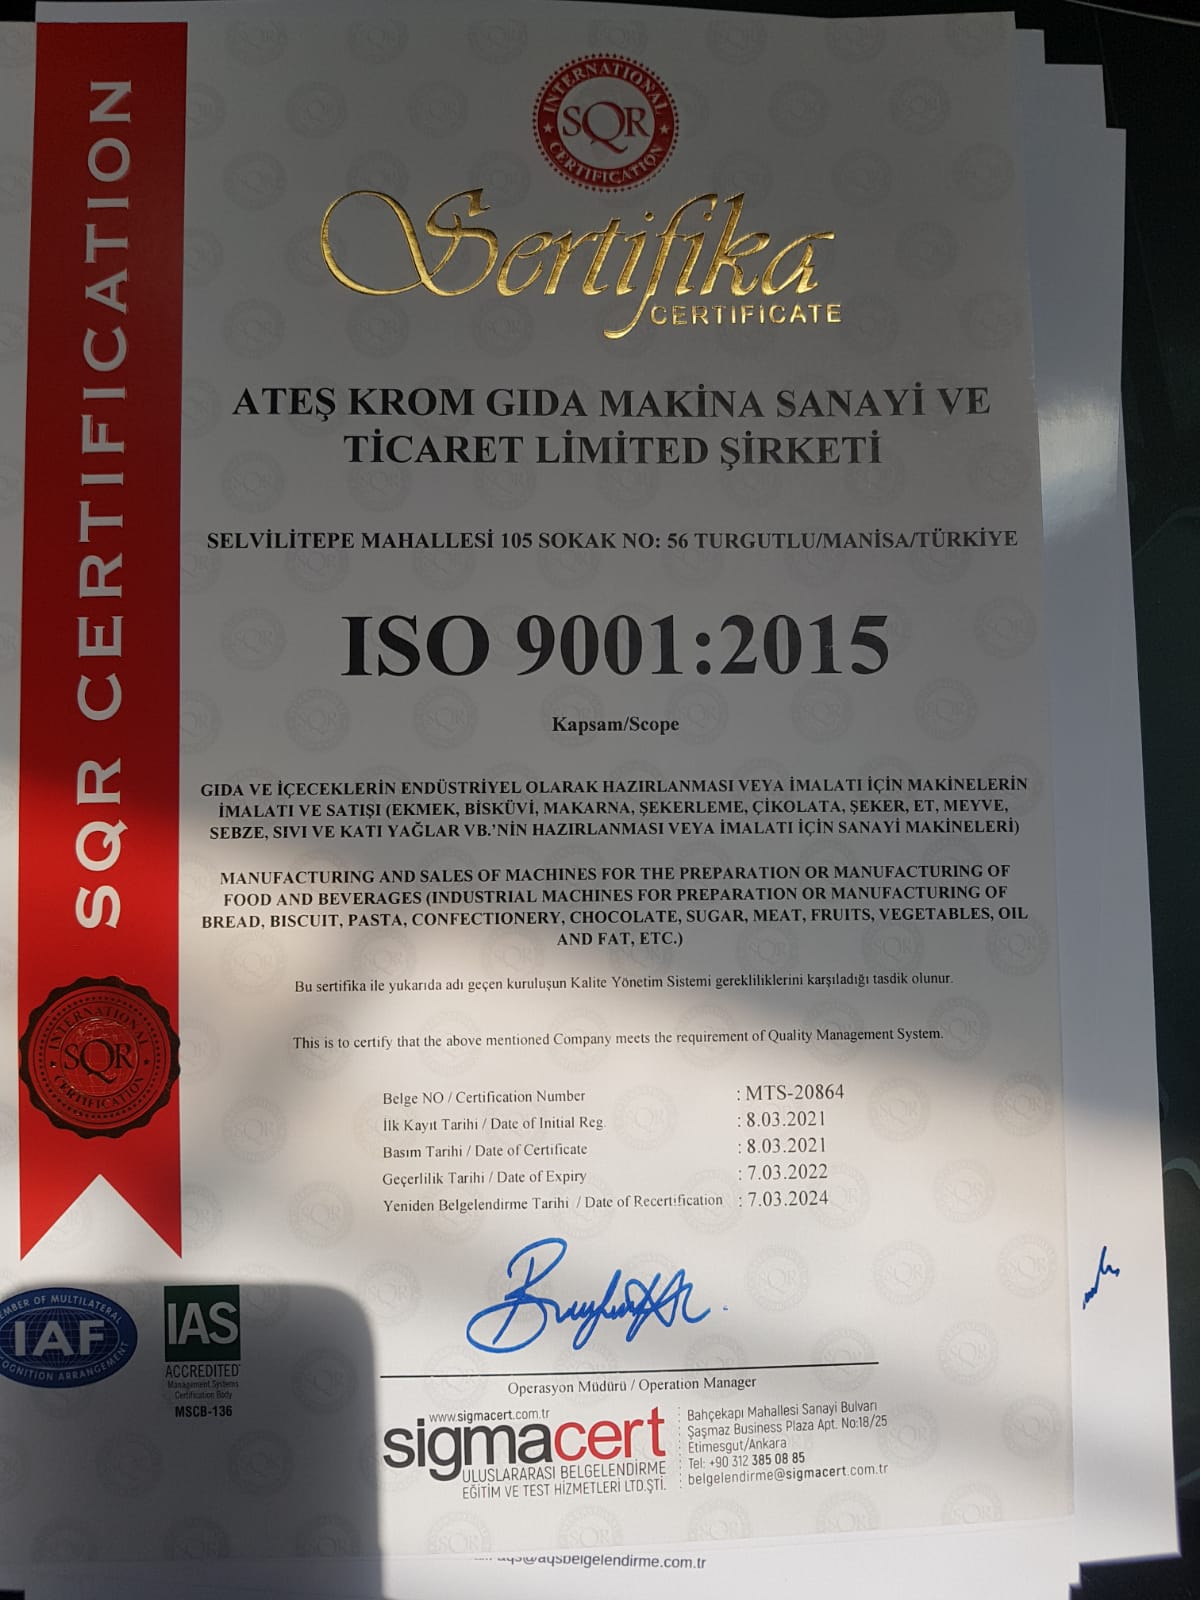 SQR CERTIFICATION
INTERNATIONAL
SQR
CERTIFICATION
Sertifika
CERTIFICATE
ATEŞ KROM GIDA MAKİNA SANAYİ VE
TİCARET LİMİTED ŞİRKETİ
SELVİLİTEPE MAHALLESİ 105 SOKAK NO: 56 TURGUTLU/MANİSA/TÜRKİYE
ISO 9001:2015
Kapsam/Scope
GIDA VE İÇECEKLERİN ENDÜSTRİYEL OLARAK HAZIRLANMASI VEYA İMALATI İÇİN MAKİNELERİN
İMALATI VE SATIŞI (EKMEK, BİSKÜVİ, MAKARNA, ŞEKERLEME, ÇİKOLATA, ŞEKER, ET, MEYVE,
SEBZE, SIVI VE KATI YAĞLAR VB.'NİN HAZIRLANMASI VEYA İMALATI İÇİN SANAYİ MAKİNELERİ)
MANUFACTURING AND SALES OF MACHINES FOR THE PREPARATION OR MANUFACTURING OF
FOOD AND BEVERAGES (INDUSTRIAL MACHINES FOR PREPARATION OR MANUFACTURING OF
BREAD, BISCUIT, PASTA, CONFECTIONERY, CHOCOLATE, SUGAR, MEAT, FRUITS, VEGETABLES, OIL
AND FAT, ETC.)
Bu sertifika ile yukarıda adı geçen kuruluşun Kalite Yönetim Sistemi gerekliliklerini karşıladığı tasdik olunur.
This is to certify that the above mentioned Company meets the requirement of Quality Management System.
Belge NO / Certification Number : MTS-20864
İlk Kayıt Tarihi / Date of Initial Reg. : 8.03.2021
Basım Tarihi / Date of Certificate : 8.03.2021
Geçerlilik Tarihi / Date of Expiry : 7.03.2022
Yeniden Belgelendirme Tarihi / Date of Recertification : 7.03.2024
INTERNATIONAL
SQR
CERTIFICATION
MEMBER OF MULTILATERAL
IAF
RECOGNITION ARRANGEMENT
IAS
ACCREDITED
Management Systems
Certification Body
MSCB-136
Operasyon Müdürü / Operation Manager
www.sigmacert.com.tr
sigmacert
ULUSLARARASI BELGELENDİRME
EĞİTİM VE TEST HİZMETLERİ LTD.ŞTİ.
Bahçekapı Mahallesi Sanayi Bulvarı
Şaşmaz Business Plaza Apt. No:18/25
Etimesgut/Ankara
Tel: +90 312 385 08 85
belgelendirme@sigmacert.com.tr
@aqsbelgelendirme.com.tr